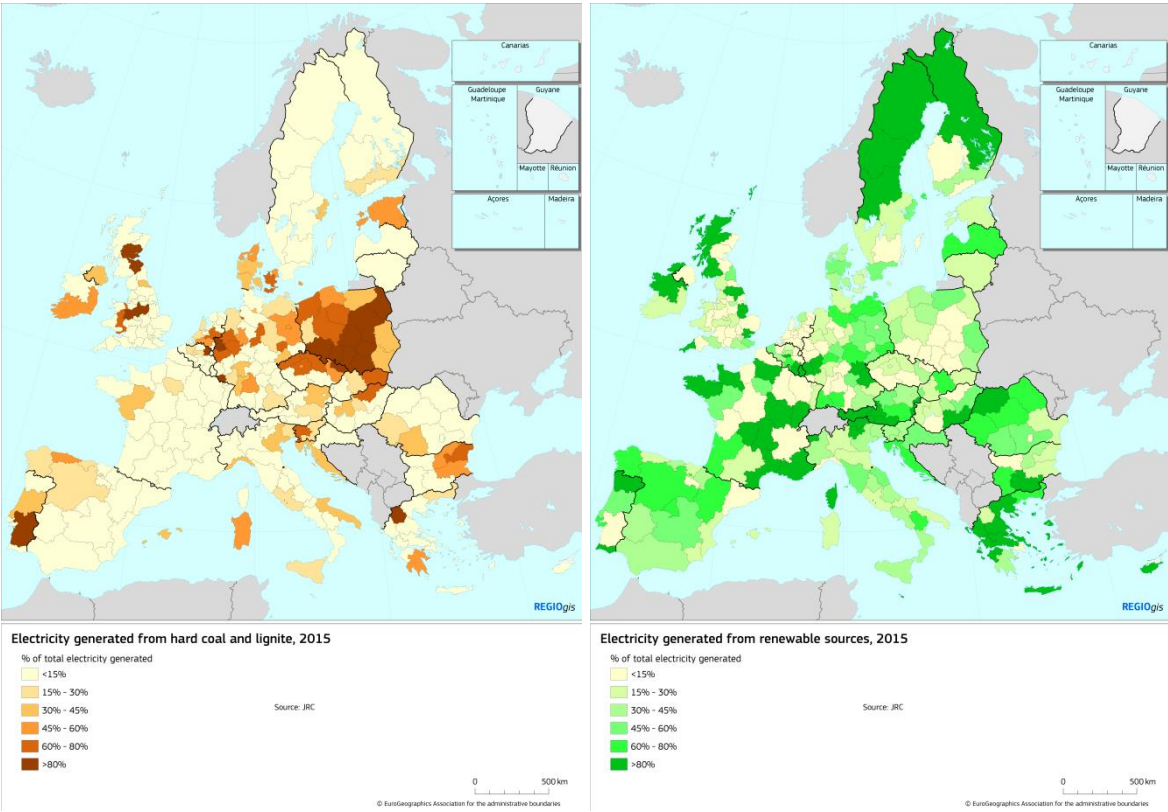 Canarias
Guadeloupe
Martinique
Guyane
Mayotte
Réunion
Açores
Madeira
REGIOgis
Electricity generated from hard coal and lignite, 2015
% of total electricity generated
<15%
15% - 30%
30% - 45%
45% - 60%
60% - 80%
>80%
Source: JRC
0 500 km
© EuroGeographics Association for the administrative boundaries
Canarias
Guadeloupe
Martinique
Guyane
Mayotte
Réunion
Açores
Madeira
REGIOgis
Electricity generated from renewable sources, 2015
% of total electricity generated
<15%
15% - 30%
30% - 45%
45% - 60%
60% - 80%
>80%
Source: JRC
0 500 km
© EuroGeographics Association for the administrative boundaries